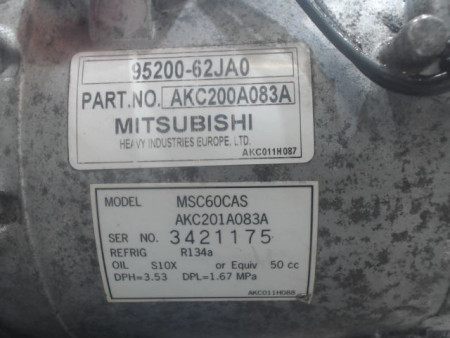 95200-62JA0
PART.NO. AKC200A083A
MITSUBISHI
HEAVY INDUSTRIES EUROPE, LTD.
AKC011H087
MODEL MSC60CAS
AKC201A083A
SER NO. 3421175
REFRIG R134a
OIL S10X or Equiv 50 cc
DPH=3.53 DPL=1.67 MPa
AKC011H088